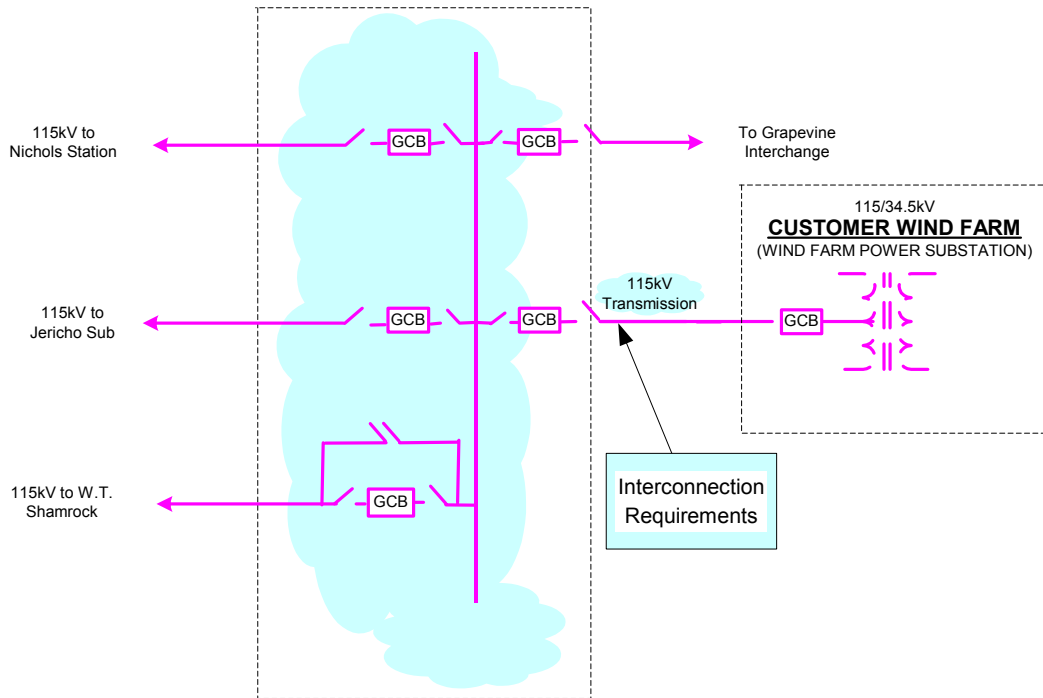 115kV to
Nichols Station
GCB
GCB
To Grapevine
Interchange
115/34.5kV
CUSTOMER WIND FARM
(WIND FARM POWER SUBSTATION)
115kV
Transmission
115kV to
Jericho Sub
GCB
GCB
GCB
115kV to W.T.
Shamrock
GCB
Interconnection
Requirements